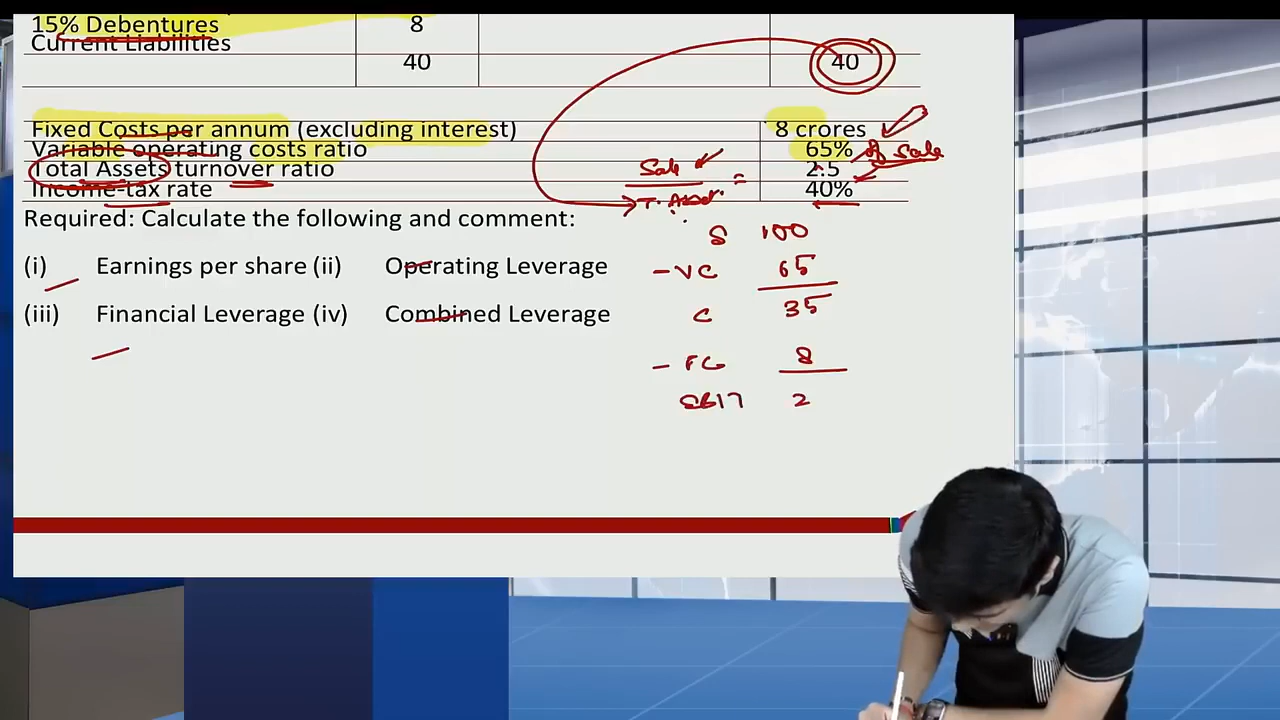 15% Debentures 8
Current Liabilities
40 40
Fixed Costs per annum (excluding interest) 8 crores
Variable operating costs ratio 65% of sale
Total Assets turnover ratio 2.5
Sale
T. Asset. =
Income-tax rate 40%
Required: Calculate the following and comment:
S 100
(i) Earnings per share (ii) Operating Leverage
- VC 65
(iii) Financial Leverage (iv) Combined Leverage
C 35
- FC 8
EBIT 2